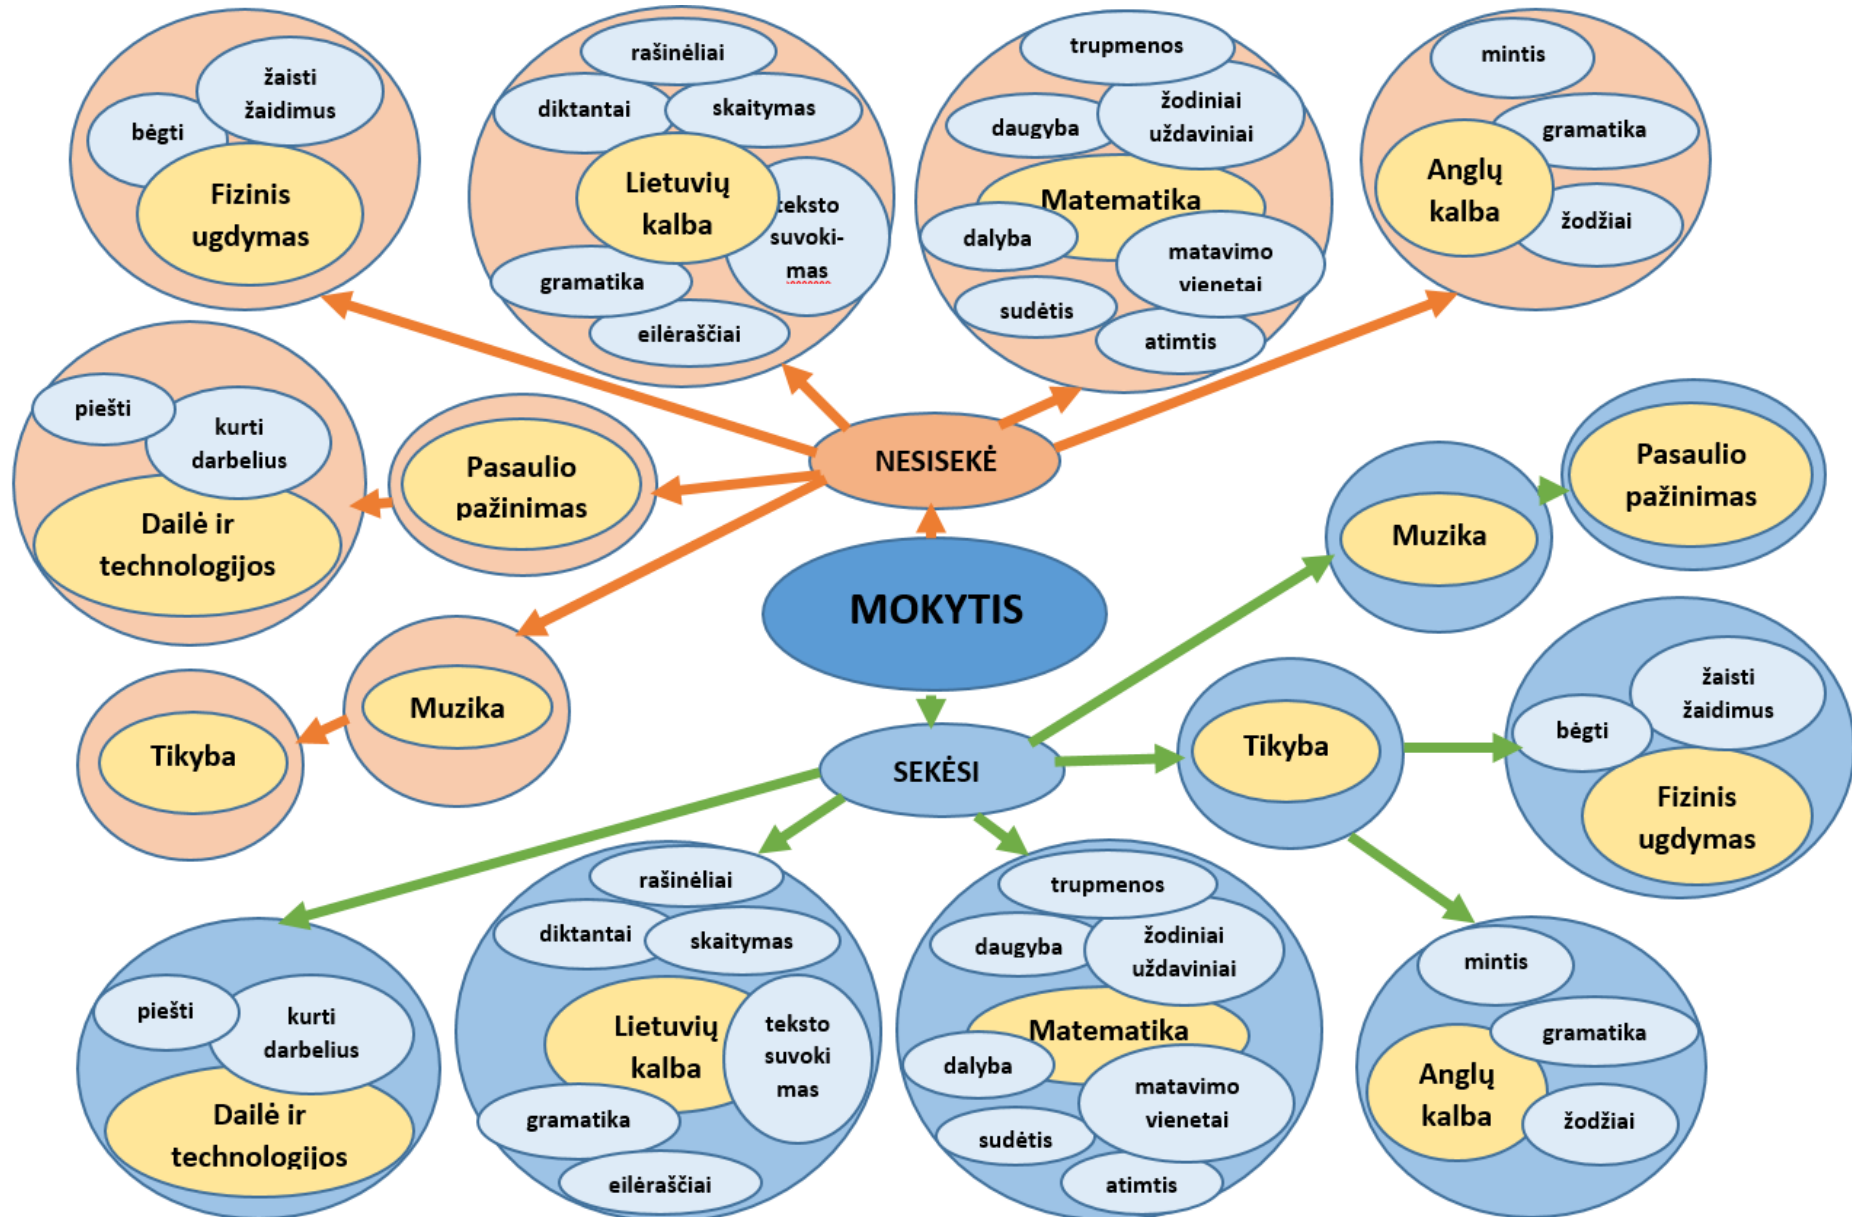 žaisti
žaidimus
bėgti
Fizinis
ugdymas
rašinėliai
diktantai
skaitymas
Lietuvių
kalba
teksto
suvoki-
mas
gramatika
eilėraščiai
trupmenos
žodiniai
uždaviniai
daugyba
Matematika
dalyba
matavimo
vienetai
sudėtis
atimtis
mintis
gramatika
Anglų
kalba
žodžiai
piešti
kurti
darbelius
Dailė ir
technologijos
Pasaulio
pažinimas
NESISEKĖ
Muzika
Pasaulio
pažinimas
MOKYTIS
Muzika
Tikyba
SEKĖSI
Tikyba
žaisti
žaidimus
bėgti
Fizinis
ugdymas
piešti
kurti
darbelius
Dailė ir
technologijos
rašinėliai
diktantai
skaitymas
Lietuvių
kalba
teksto
suvoki
mas
gramatika
eilėraščiai
trupmenos
žodiniai
uždaviniai
daugyba
Matematika
dalyba
matavimo
vienetai
sudėtis
atimtis
mintis
gramatika
Anglų
kalba
žodžiai